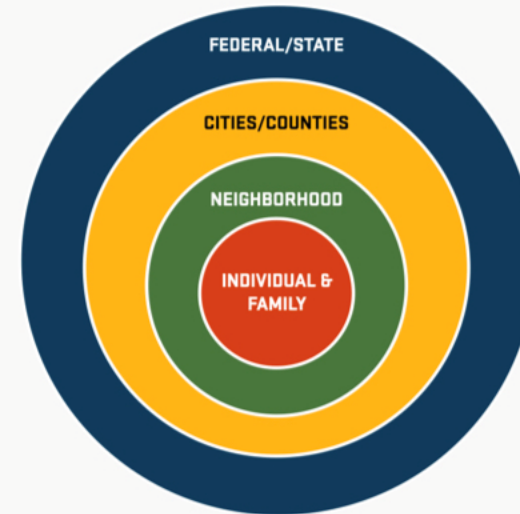 FEDERAL/STATE
CITIES/COUNTIES
NEIGHBORHOOD
INDIVIDUAL &
FAMILY